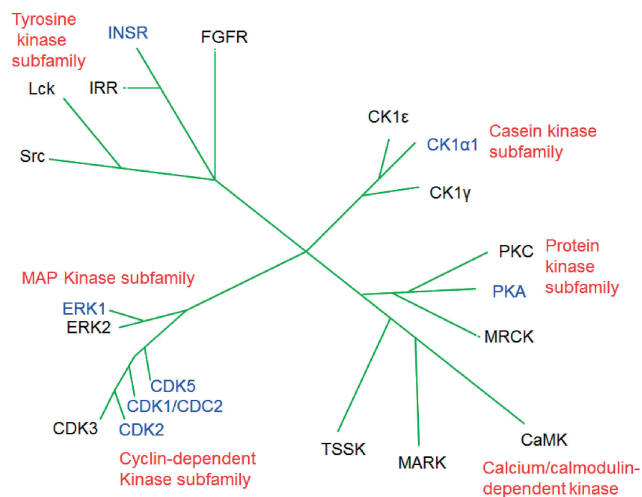 Tyrosine
kinase
subfamily
INSR
FGFR
Lck
IRR
Src
CK1ε
CK1α1
Casein kinase
subfamily
CK1γ
PKC
Protein
kinase
subfamily
PKA
MRCK
MAP Kinase subfamily
ERK1
ERK2
CDK5
CDK1/CDC2
CDK3
CDK2
Cyclin-dependent
Kinase subfamily
TSSK
MARK
CaMK
Calcium/calmodulin-
dependent kinase